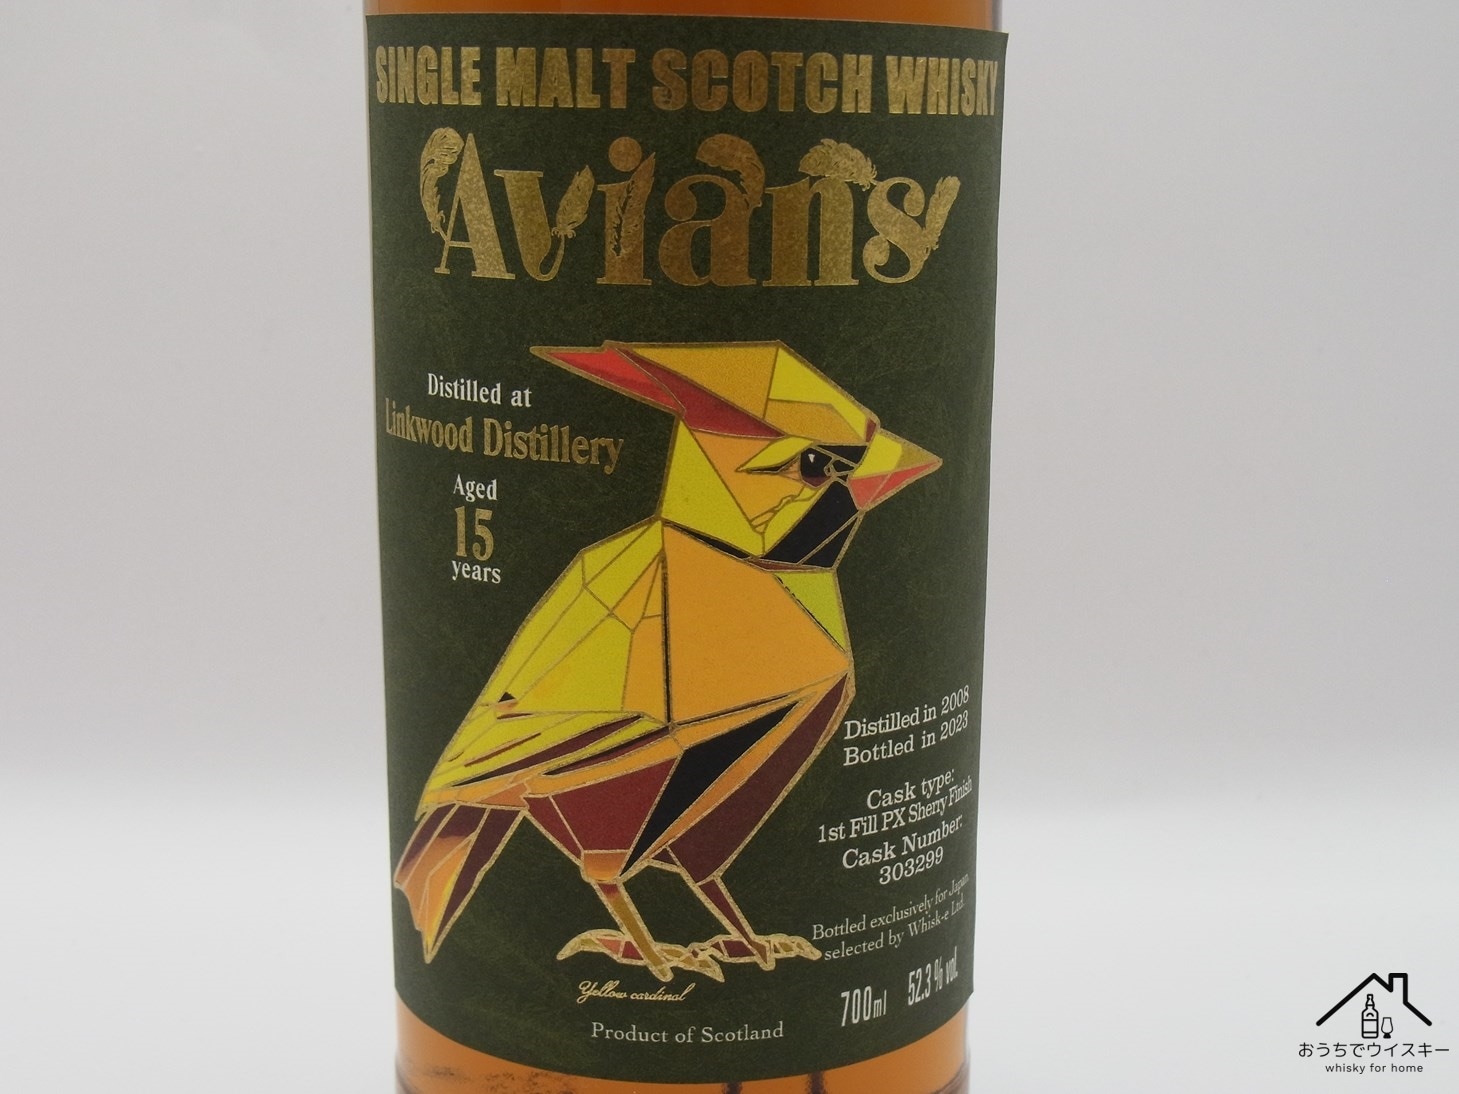 SINGLE MALT SCOTCH WHISKY
Avians
Distilled at
Linkwood Distillery
Aged
15
years
Distilled in 2008
Bottled in 2023
Cask type:
1st Fill PX Sherry Finish
Cask Number:
303299
Bottled exclusively for Japan,
selected by Whisk-e Ltd.
700ml 52.3 % vol.
Yellow cardinal
Product of Scotland
おうちでウイスキー
whisky for home